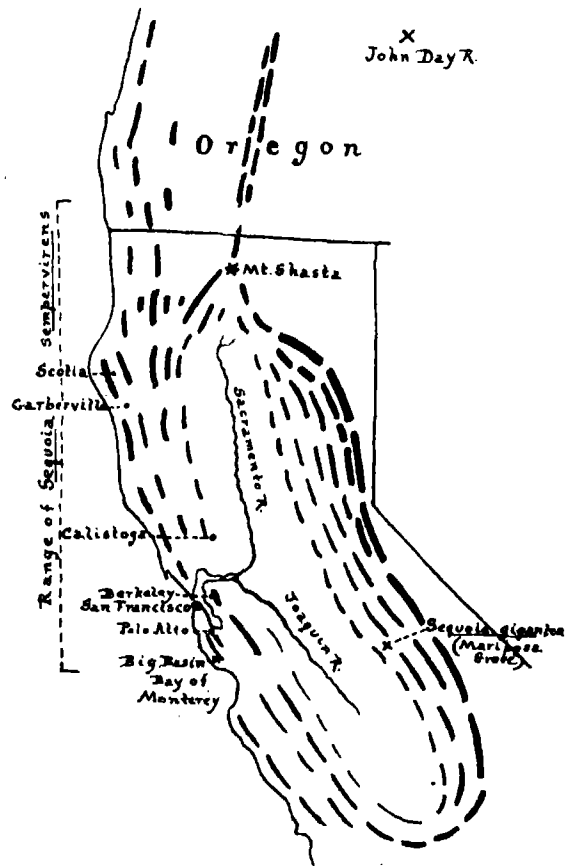 John Day R.
Oregon
Mt. Shasta
Range of Sequoia Sempervirens
Scotia
Garberville
Sacramento R.
Calistoga
Berkeley
San Francisco
Palo Alto
Big Basin
Bay of
Monterey
Joaquin R.
Sequoia gigantea
(Mariposa
Grove)